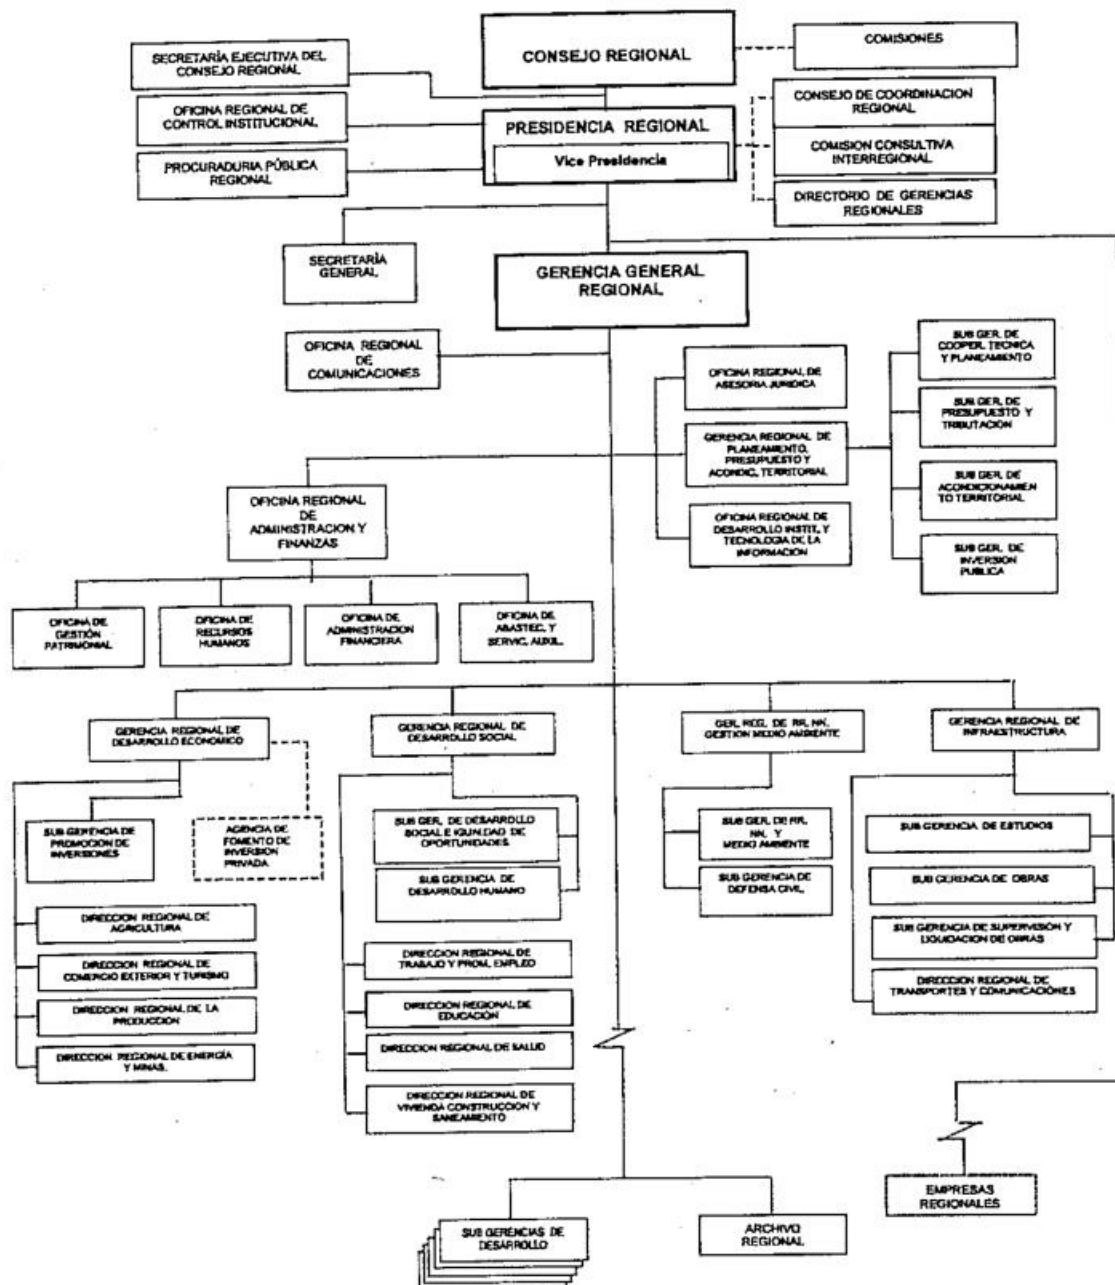 CONSEJO REGIONAL
COMISIONES
SECRETARÍA EJECUTIVA DEL
CONSEJO REGIONAL
OFICINA REGIONAL DE
CONTROL INSTITUCIONAL
PROCURADURIA PÚBLICA
REGIONAL
PRESIDENCIA REGIONAL
Vice Presidencia
CONSEJO DE COORDINACION
REGIONAL
COMISION CONSULTIVA
INTERREGIONAL
DIRECTORIO DE GERENCIAS
REGIONALES
SECRETARÍA
GENERAL
GERENCIA GENERAL
REGIONAL
OFICINA REGIONAL
DE
COMUNICACIONES
OFICINA REGIONAL DE
ASESORIA JURIDICA
GERENCIA REGIONAL DE
PLANEAMIENTO,
PRESUPUESTO Y
ACONDIC. TERRITORIAL
OFICINA REGIONAL DE
DESARROLLO INSTIT. Y
TECNOLOGIA DE LA
INFORMACION
SUB GER. DE
COOPER. TECNICA
Y PLANEAMIENTO
SUB GER. DE
PRESUPUESTO Y
TRIBUTACION
SUB GER. DE
ACONDICIONAMIEN
TO TERRITORIAL
SUB GER. DE
INVERSION
PUBLICA
OFICINA REGIONAL
DE
ADMINISTRACION Y
FINANZAS
OFICINA DE
GESTIÓN
PATRIMONIAL
OFICINA DE
RECURSOS
HUMANOS
OFICINA DE
ADMINISTRACION
FINANCIERA
OFICINA DE
ABASTEC. Y
SERVIC. AUXIL.
GERENCIA REGIONAL DE
DESARROLLO ECONOMICO
SUB GERENCIA DE
PROMOCION DE
INVERSIONES
AGENCIA DE
FOMENTO DE
INVERSION
PRIVADA
DIRECCION REGIONAL DE
AGRICULTURA
DIRECCION REGIONAL DE
COMERCIO EXTERIOR Y TURISMO
DIRECCION REGIONAL DE LA
PRODUCCION
DIRECCION REGIONAL DE ENERGÍA
Y MINAS.
GERENCIA REGIONAL DE
DESARROLLO SOCIAL
SUB GER. DE DESARROLLO
SOCIAL E IGUALDAD DE
OPORTUNIDADES
SUB GERENCIA DE
DESARROLLO HUMANO
DIRECCION REGIONAL DE
TRABAJO Y PROM. EMPLEO
DIRECCION REGIONAL DE
EDUCACIÓN
DIRECCION REGIONAL DE SALUD
DIRECCION REGIONAL DE
VIVIENDA CONSTRUCCION Y
SANEAMIENTO
GER. REG. DE RR. NN.
GESTION MEDIO AMBIENTE
SUB GER. DE RR.
NN. Y
MEDIO AMBIENTE
SUB GERENCIA DE
DEFENSA CIVIL
GERENCIA REGIONAL DE
INFRAESTRUCTURA
SUB GERENCIA DE ESTUDIOS
SUB GERENCIA DE OBRAS
SUB GERENCIA DE SUPERVISIÓN Y
LIQUIDACION DE OBRAS
DIRECCION REGIONAL DE
TRANSPORTES Y COMUNICACIÓNES
SUB GERENCIAS DE
DESARROLLO
ARCHIVO
REGIONAL
EMPRESAS
REGIONALES